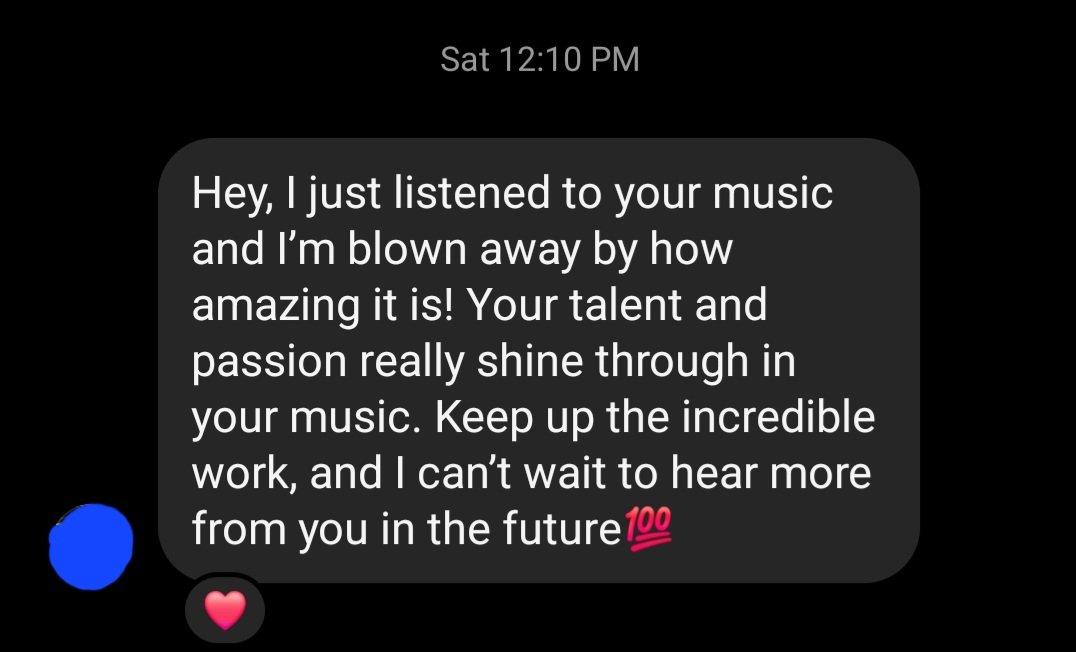 Sat 12:10 PM
Hey, I just listened to your music
and I’m blown away by how
amazing it is! Your talent and
passion really shine through in
your music. Keep up the incredible
work, and I can’t wait to hear more
from you in the future💯